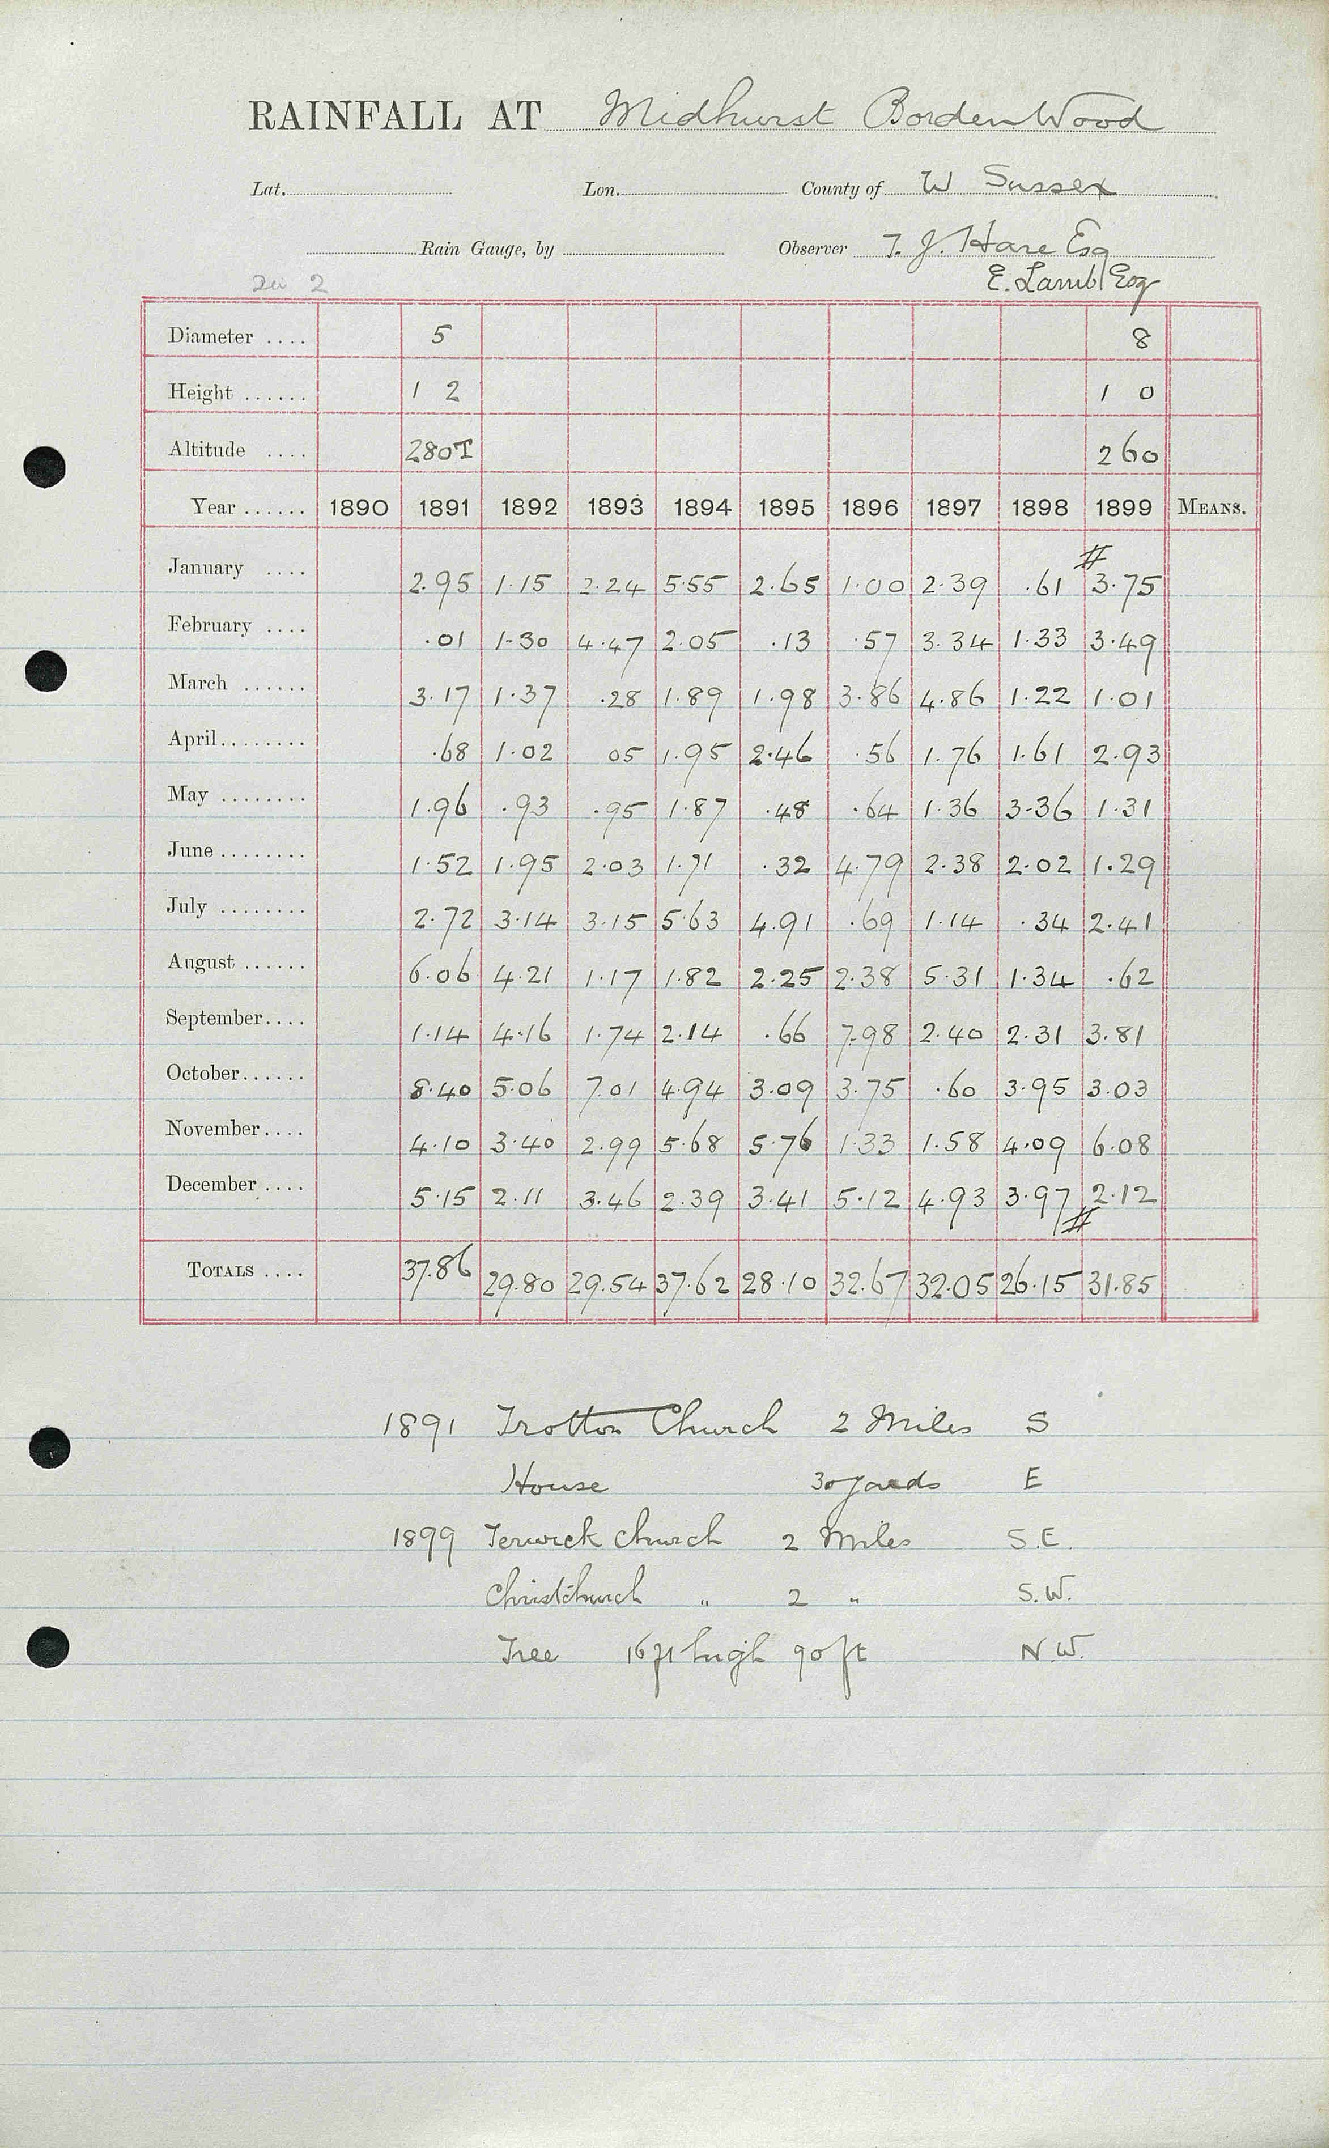 RAINFALL AT Midhurst Borden Wood
Lat. Lon. County of W Sussex
Rain Gauge, by Observer T. J. Hare Esq
E. Lamb Esq
Div 2
Diameter .... 5 8
Height ...... 1 2 1 0
Altitude .... 280T 260
Year ...... 1890 1891 1892 1893 1894 1895 1896 1897 1898 1899 MEANS.
January .... 2.95 1.15 2.24 5.55 2.65 1.00 2.39 .61 # 3.75
February .... .01 1.30 4.47 2.05 .13 .57 3.34 1.33 3.49
March ...... 3.17 1.37 .28 1.89 1.98 3.86 4.86 1.22 1.01
April........ .68 1.02 05 1.95 2.46 .56 1.76 1.61 2.93
May ........ 1.96 .93 .95 1.87 .48 .64 1.36 3.36 1.31
June ........ 1.52 1.95 2.03 1.71 .32 4.79 2.38 2.02 1.29
July ........ 2.72 3.14 3.15 5.63 4.91 .69 1.14 .34 2.41
August ...... 6.06 4.21 1.17 1.82 2.25 2.38 5.31 1.34 .62
September.... 1.14 4.16 1.74 2.14 .66 7.98 2.40 2.31 3.81
October...... 8.40 5.06 7.01 4.94 3.09 3.75 .60 3.95 3.03
November.... 4.10 3.40 2.99 5.68 5.76 1.33 1.58 4.09 6.08
December .... 5.15 2.11 3.46 2.39 3.41 5.12 4.93 3.97 # 2.12
TOTALS .... 37.86 29.80 29.54 37.62 28.10 32.67 32.05 26.15 31.85
1891 Trotton Church 2 Miles S
House 30 yards E
1899 Terwick Church 2 Miles S.E.
Christchurch " 2 " S.W.
Tree 16 ft high 90 ft N.W.